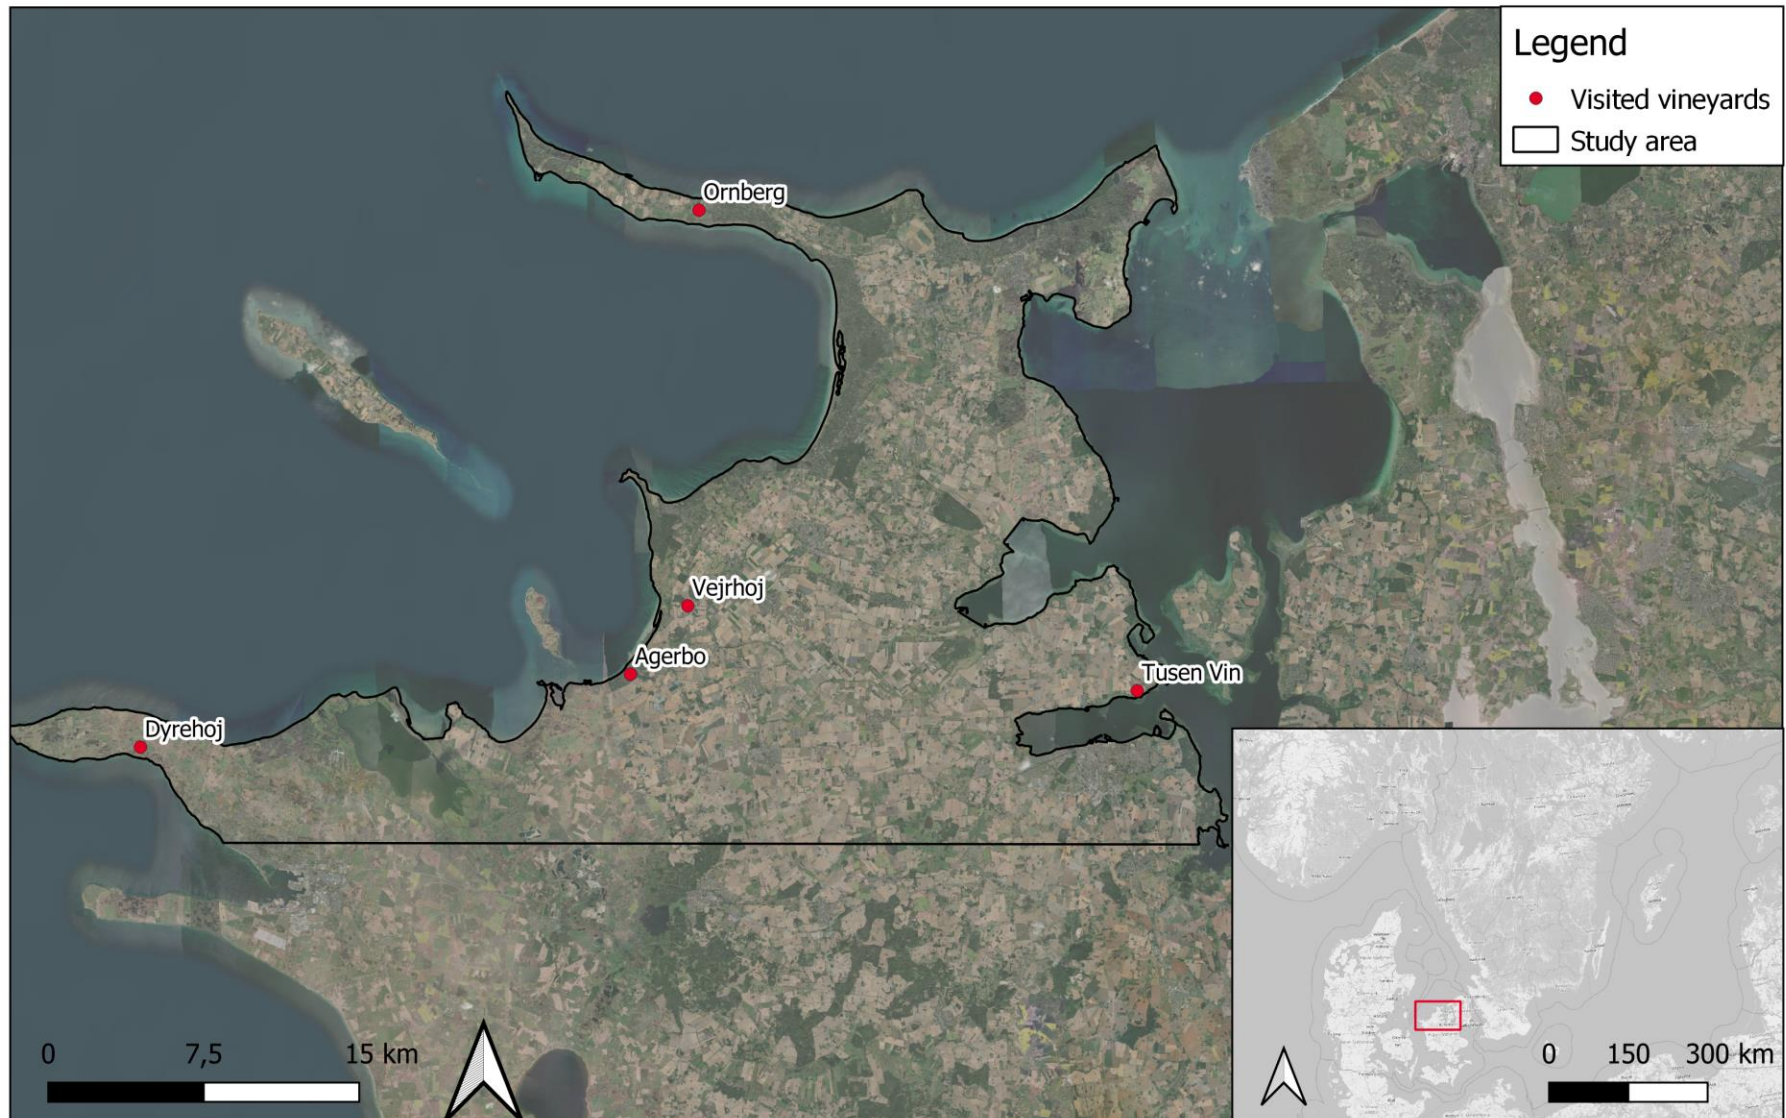 Legend
Visited vineyards
Study area
Ornberg
Vejrhoj
Agerbo
Tusen Vin
Dyrehoj
0 7,5 15 km
0 150 300 km